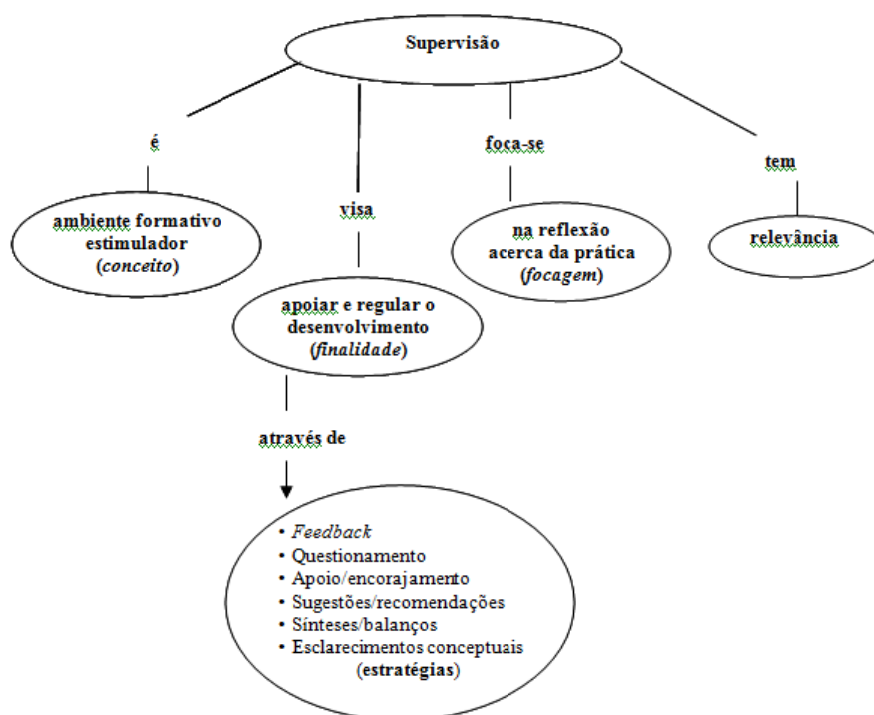 Supervisão
é
ambiente formativo
estimulador
(conceito)
visa
apoiar e regular o
desenvolvimento
(finalidade)
foca-se
na reflexão
acerca da prática
(focagem)
tem
relevância
através de
• Feedback
• Questionamento
• Apoio/encorajamento
• Sugestões/recomendações
• Sínteses/balanços
• Esclarecimentos conceptuais
(estratégias)